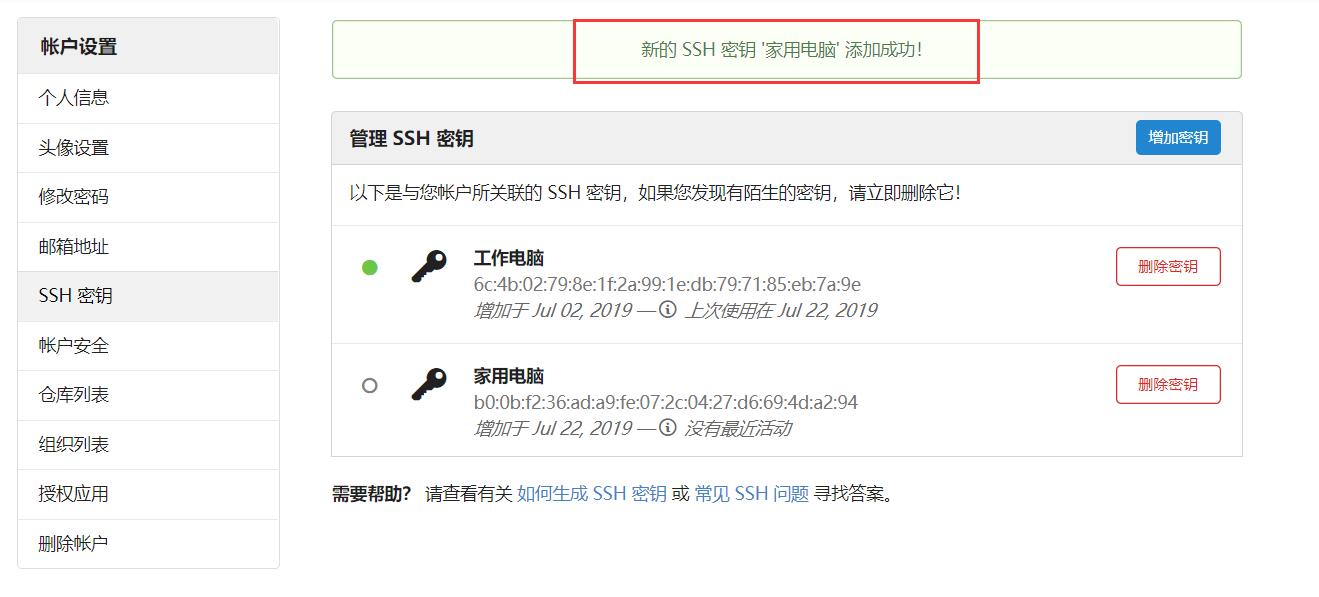 帐户设置
个人信息
头像设置
修改密码
邮箱地址
SSH 密钥
帐户安全
仓库列表
组织列表
授权应用
删除帐户
新的 SSH 密钥 '家用电脑' 添加成功！
管理 SSH 密钥
增加密钥
以下是与您帐户所关联的 SSH 密钥，如果您发现有陌生的密钥，请立即删除它！
工作电脑
6c:4b:02:79:8e:1f:2a:99:1e:db:79:71:85:eb:7a:9e
增加于 Jul 02, 2019 — 上次使用在 Jul 22, 2019
删除密钥
家用电脑
b0:0b:f2:36:ad:a9:fe:07:2c:04:27:d6:69:4d:a2:94
增加于 Jul 22, 2019 — 没有最近活动
删除密钥
需要帮助？ 请查看有关 如何生成 SSH 密钥 或 常见 SSH 问题 寻找答案。